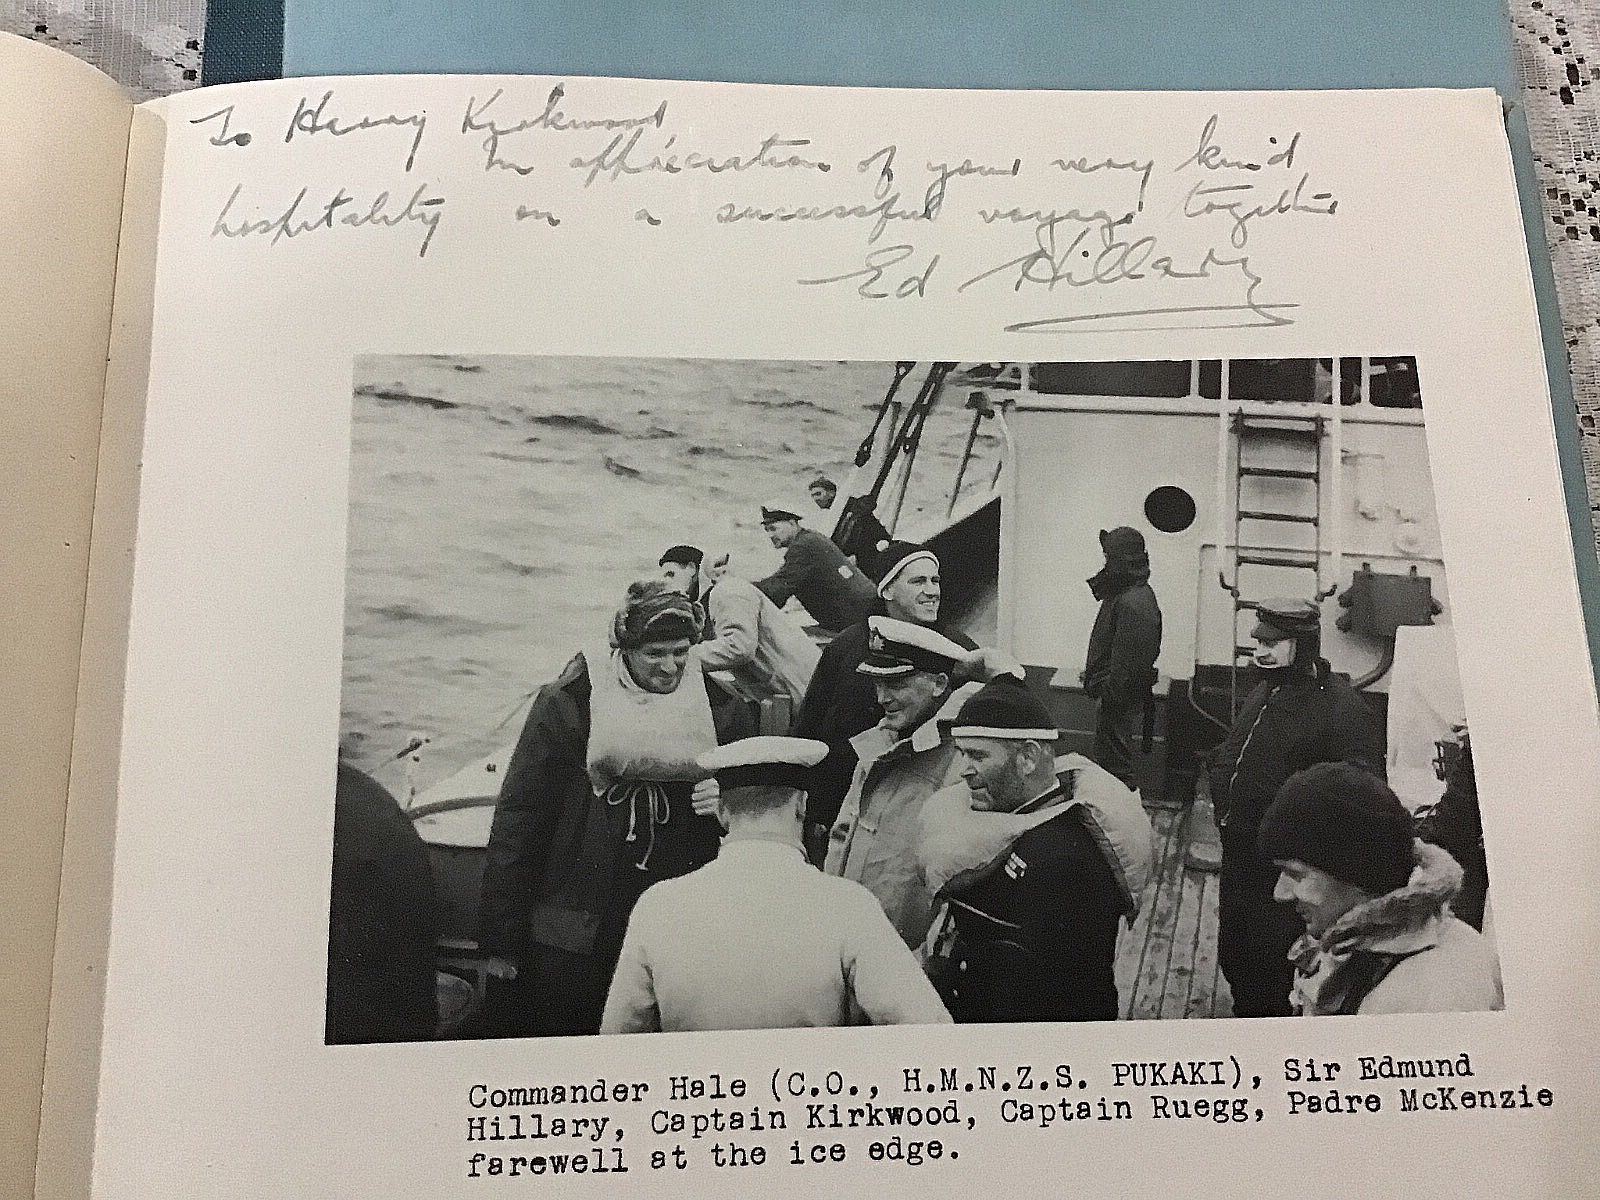 To Harry Kirkwood
In appreciation of your very kind
hospitality on a successful voyage together
Ed Hillary
Commander Hale (C.O., H.M.N.Z.S. PUKAKI), Sir Edmund
Hillary, Captain Kirkwood, Captain Ruegg, Padre McKenzie
farewell at the ice edge.